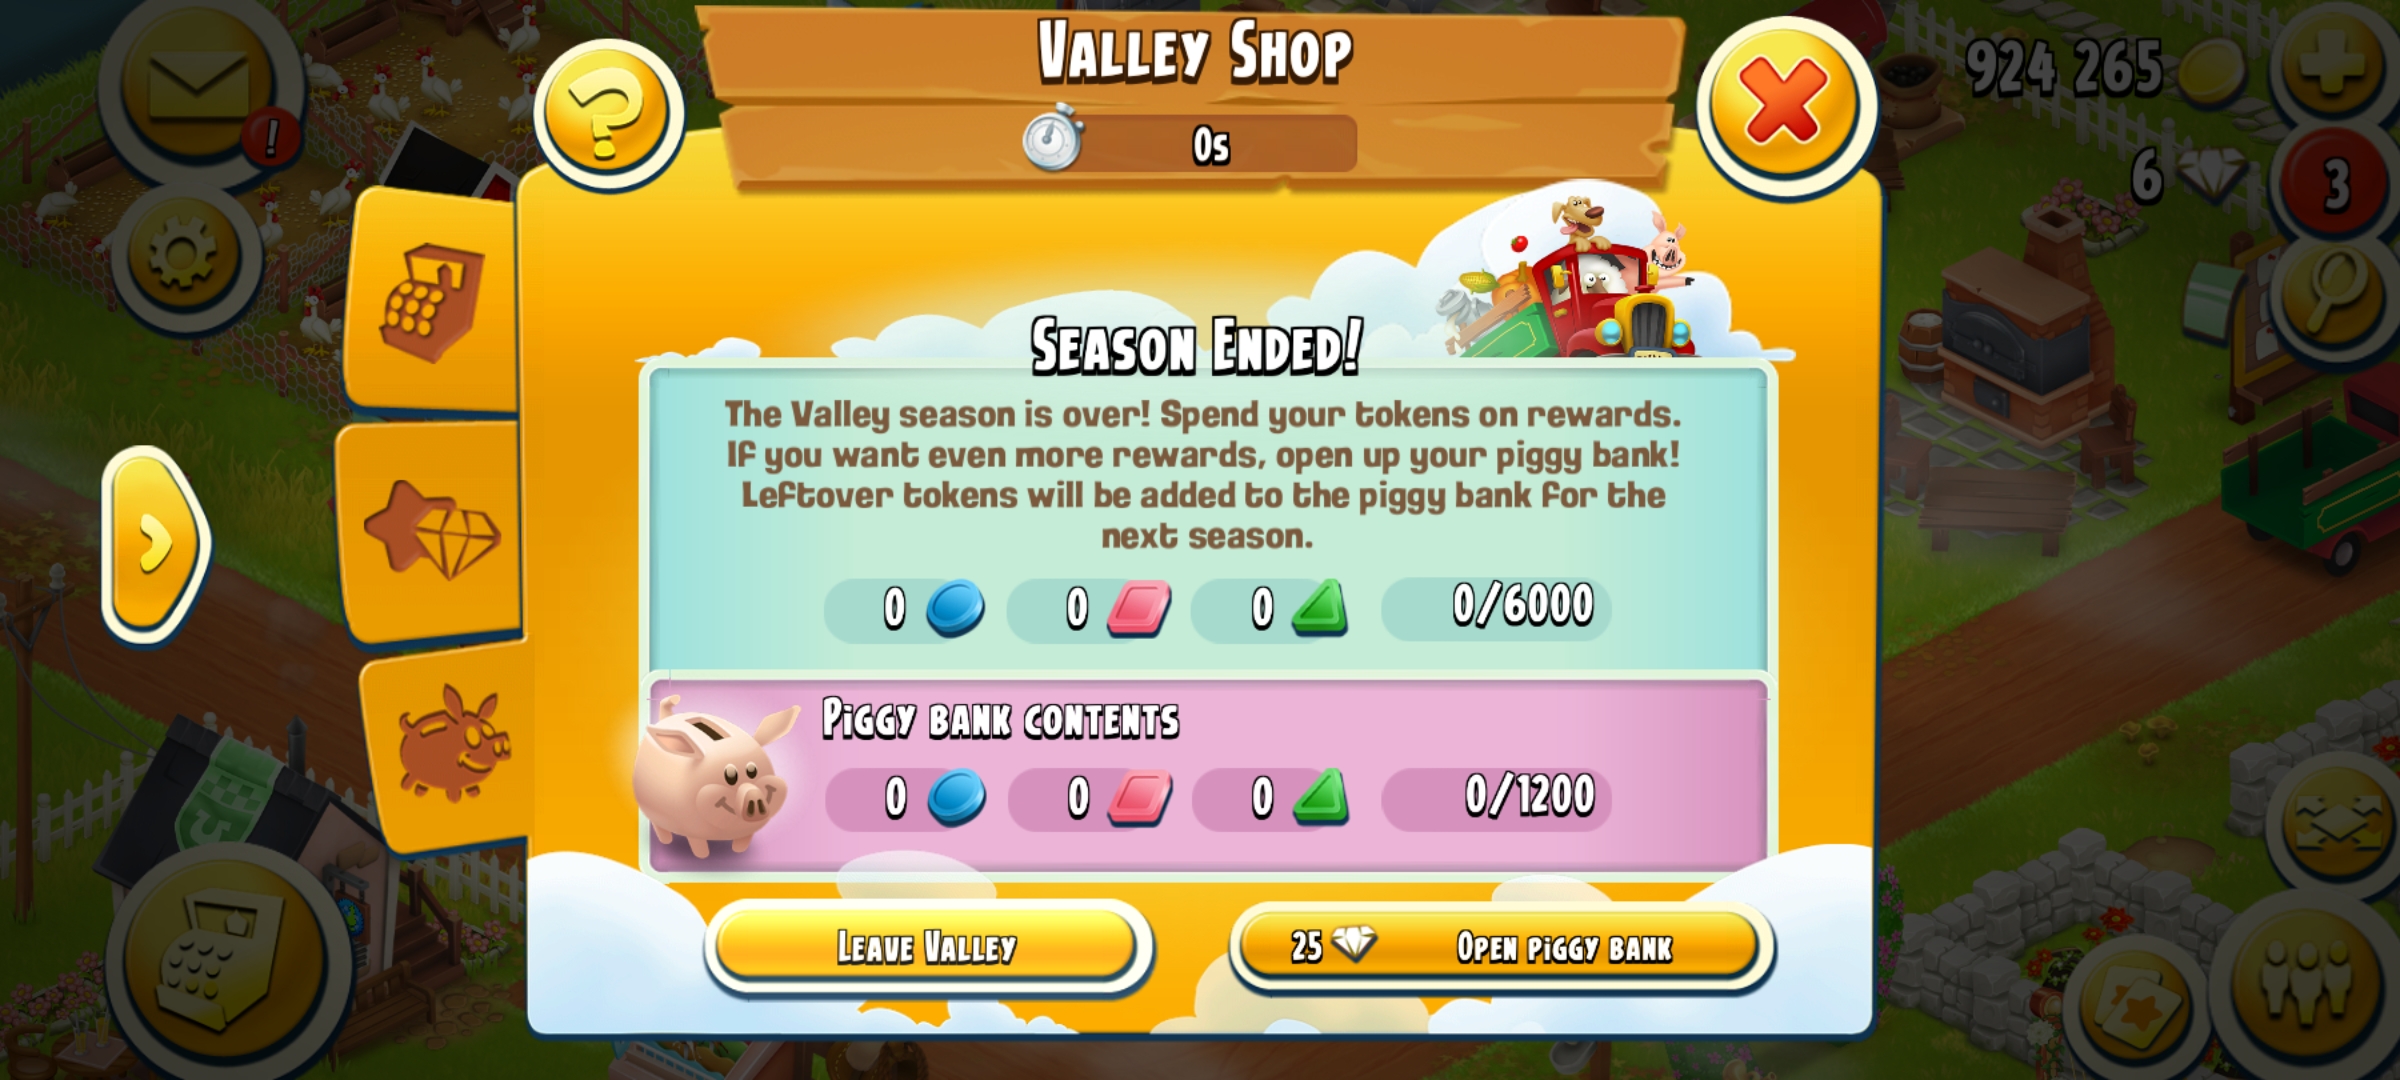 Valley Shop
0s
924 265
6
3
!
Season Ended!
The Valley season is over! Spend your tokens on rewards.
If you want even more rewards, open up your piggy bank!
Leftover tokens will be added to the piggy bank for the
next season.
0 0 0 0/6000
Piggy bank contents
0 0 0 0/1200
Leave Valley
25 Open piggy bank